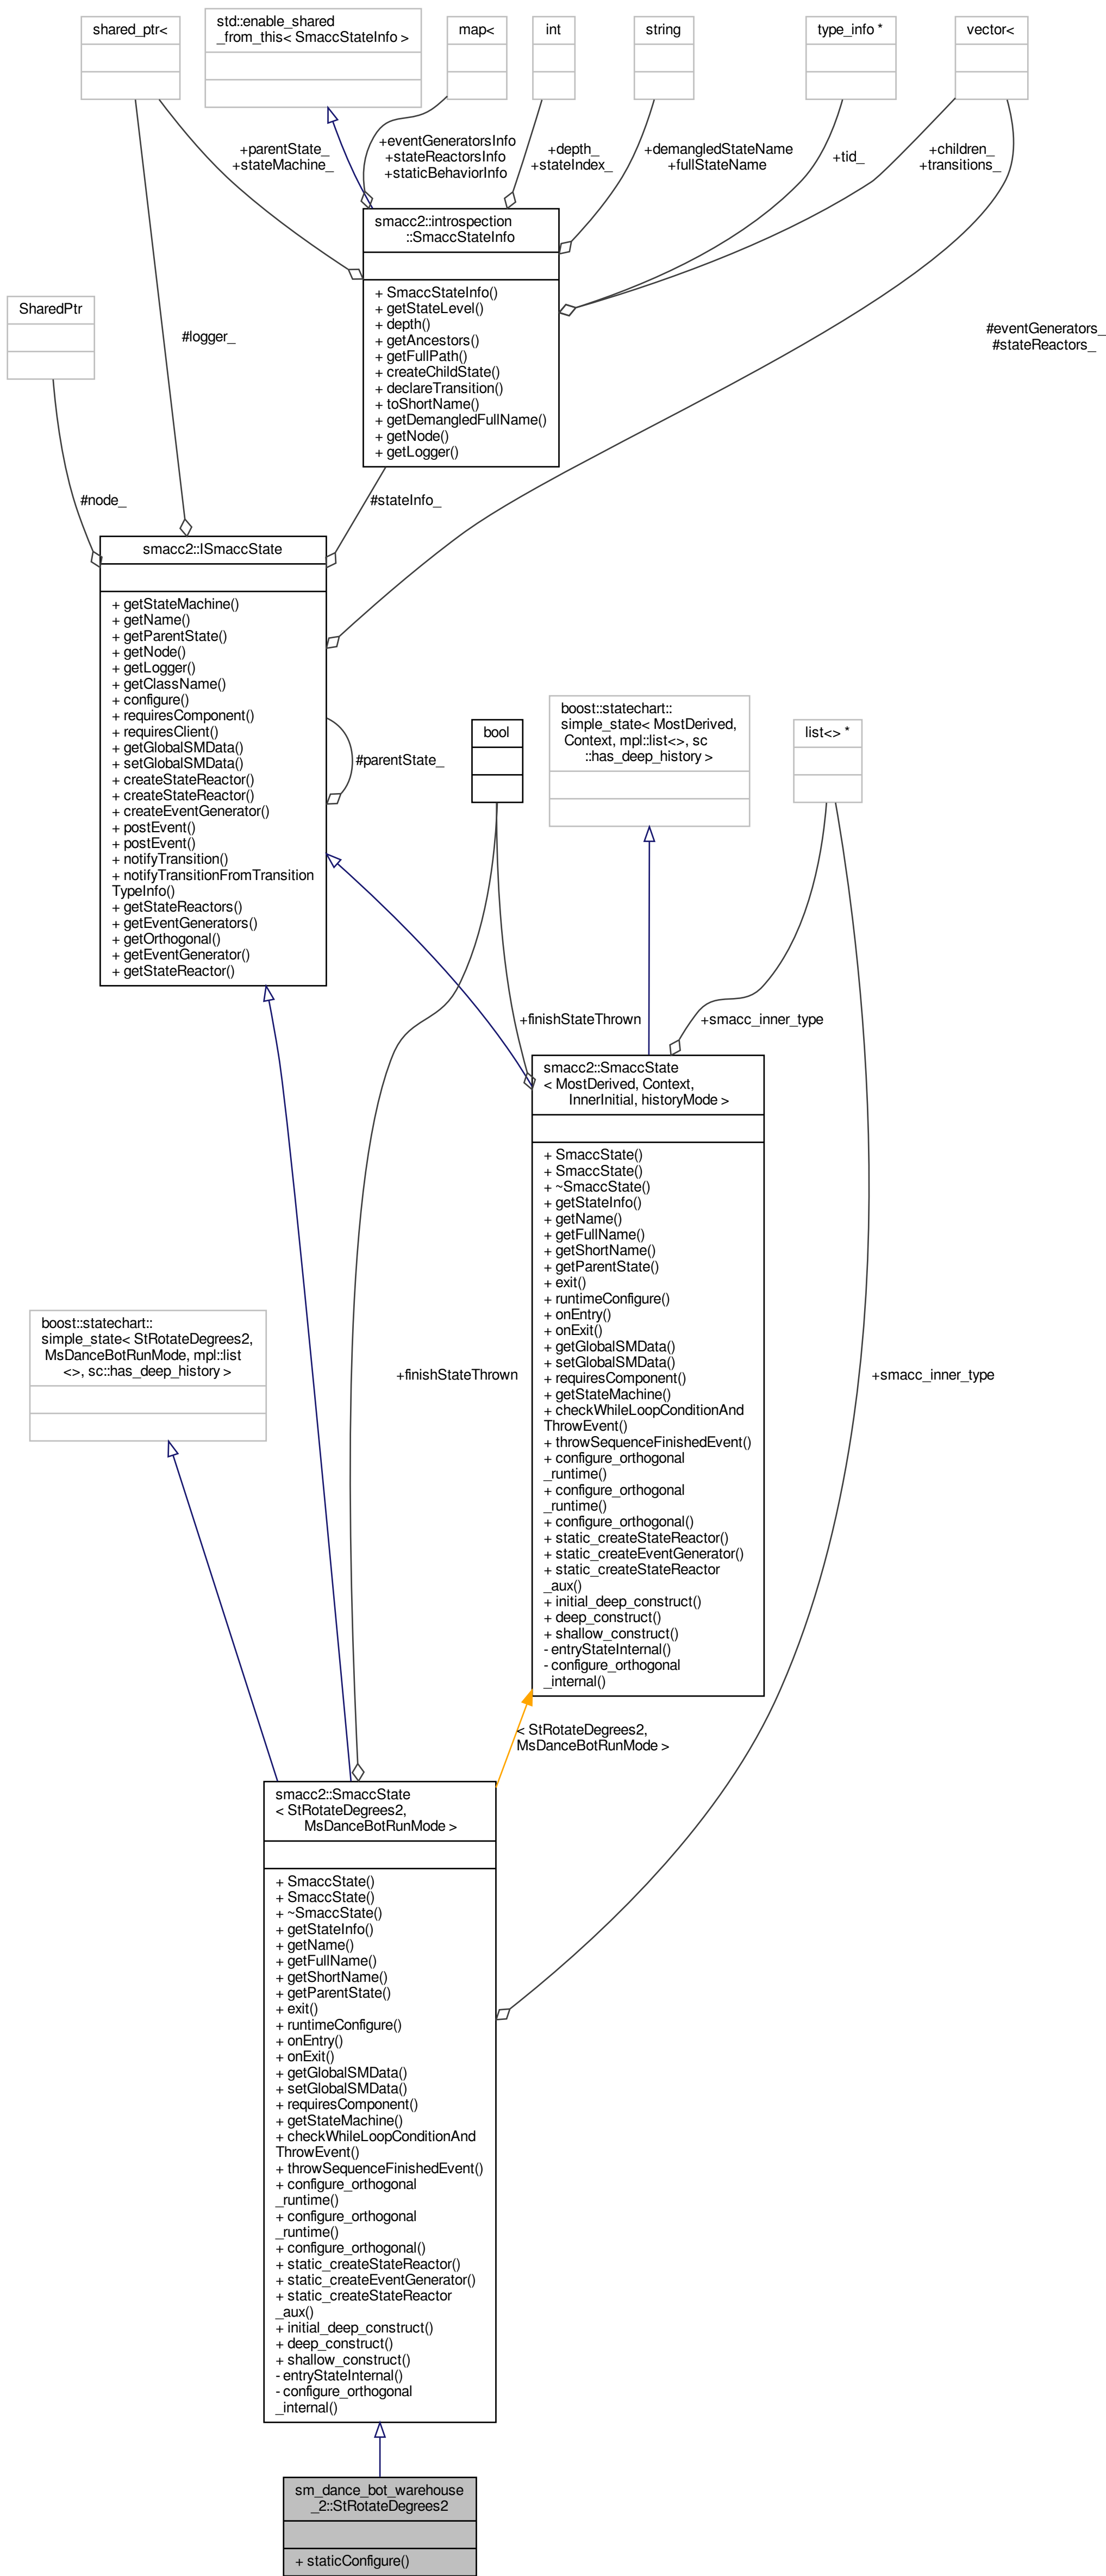 shared_ptr<
std::enable_shared
_from_this< SmaccStateInfo >
map<
int
string
type_info *
vector<
+parentState_
+stateMachine_
+eventGeneratorsInfo
+stateReactorsInfo
+staticBehaviorInfo
+depth_
+stateIndex_
+demangledStateName
+fullStateName
+tid_
+children_
+transitions_
smacc2::introspection
::SmaccStateInfo
+ SmaccStateInfo()
+ getStateLevel()
+ depth()
+ getAncestors()
+ getFullPath()
+ createChildState()
+ declareTransition()
+ toShortName()
+ getDemangledFullName()
+ getNode()
+ getLogger()
SharedPtr
#logger_
#eventGenerators_
#stateReactors_
#node_
#stateInfo_
smacc2::ISmaccState
+ getStateMachine()
+ getName()
+ getParentState()
+ getNode()
+ getLogger()
+ getClassName()
+ configure()
+ requiresComponent()
+ requiresClient()
+ getGlobalSMData()
+ setGlobalSMData()
+ createStateReactor()
+ createStateReactor()
+ createEventGenerator()
+ postEvent()
+ postEvent()
+ notifyTransition()
+ notifyTransitionFromTransition
TypeInfo()
+ getStateReactors()
+ getEventGenerators()
+ getOrthogonal()
+ getEventGenerator()
+ getStateReactor()
#parentState_
bool
boost::statechart::
simple_state< MostDerived,
Context, mpl::list<>, sc
::has_deep_history >
list<> *
+finishStateThrown
+smacc_inner_type
smacc2::SmaccState
< MostDerived, Context,
InnerInitial, historyMode >
+ SmaccState()
+ SmaccState()
+ ~SmaccState()
+ getStateInfo()
+ getName()
+ getFullName()
+ getShortName()
+ getParentState()
+ exit()
+ runtimeConfigure()
+ onEntry()
+ onExit()
+ getGlobalSMData()
+ setGlobalSMData()
+ requiresComponent()
+ getStateMachine()
+ checkWhileLoopConditionAnd
ThrowEvent()
+ throwSequenceFinishedEvent()
+ configure_orthogonal
_runtime()
+ configure_orthogonal
_runtime()
+ configure_orthogonal()
+ static_createStateReactor()
+ static_createEventGenerator()
+ static_createStateReactor
_aux()
+ initial_deep_construct()
+ deep_construct()
+ shallow_construct()
- entryStateInternal()
- configure_orthogonal
_internal()
boost::statechart::
simple_state< StRotateDegrees2,
MsDanceBotRunMode, mpl::list
<>, sc::has_deep_history >
+finishStateThrown
+smacc_inner_type
< StRotateDegrees2,
MsDanceBotRunMode >
smacc2::SmaccState
< StRotateDegrees2,
MsDanceBotRunMode >
+ SmaccState()
+ SmaccState()
+ ~SmaccState()
+ getStateInfo()
+ getName()
+ getFullName()
+ getShortName()
+ getParentState()
+ exit()
+ runtimeConfigure()
+ onEntry()
+ onExit()
+ getGlobalSMData()
+ setGlobalSMData()
+ requiresComponent()
+ getStateMachine()
+ checkWhileLoopConditionAnd
ThrowEvent()
+ throwSequenceFinishedEvent()
+ configure_orthogonal
_runtime()
+ configure_orthogonal
_runtime()
+ configure_orthogonal()
+ static_createStateReactor()
+ static_createEventGenerator()
+ static_createStateReactor
_aux()
+ initial_deep_construct()
+ deep_construct()
+ shallow_construct()
- entryStateInternal()
- configure_orthogonal
_internal()
sm_dance_bot_warehouse
_2::StRotateDegrees2
+ staticConfigure()